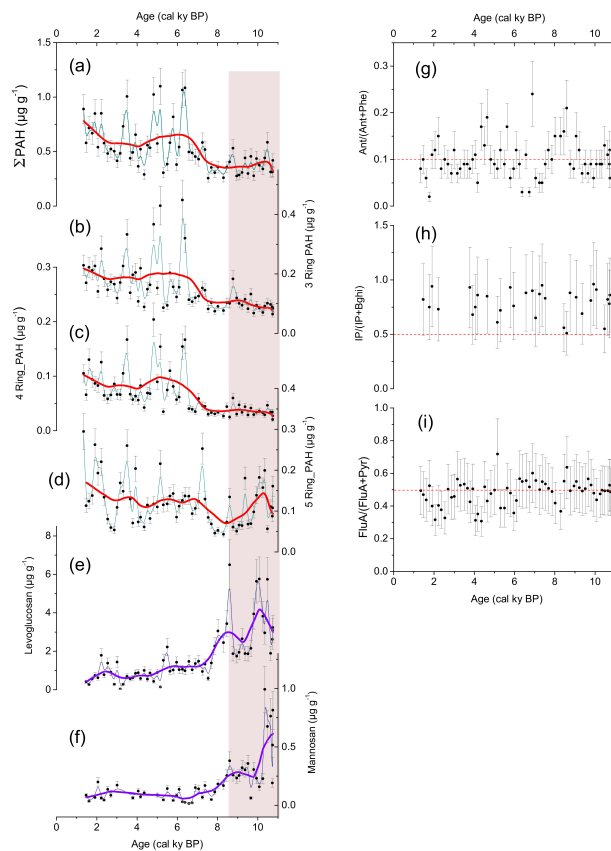 Age (cal ky BP)
0 2 4 6 8 10
1.5
1.0
0.5
0.0
ΣPAH (µg g⁻¹)
(a)
(b)
0.4
0.2
0.0
3 Ring PAH (µg g⁻¹)
0.3
0.2
0.1
0.0
4 Ring_PAH (µg g⁻¹)
(c)
0.4
0.3
0.2
0.1
0.0
5 Ring_PAH (µg g⁻¹)
(d)
8
6
4
2
0
Levoglucosan (µg g⁻¹)
(e)
1.0
0.5
0.0
Mannosan (µg g⁻¹)
(f)
0 2 4 6 8 10
Age (cal ky BP)
Age (cal ky BP)
0 2 4 6 8 10
(g)
0.3
0.2
0.1
0.0
Ant/(Ant+Phe)
(h)
1.5
1.0
0.5
0.0
IP/(IP+Bghi)
(i)
1.0
0.8
0.6
0.4
0.2
0.0
FluA/(FluA+Pyr)
0 2 4 6 8 10
Age (cal ky BP)